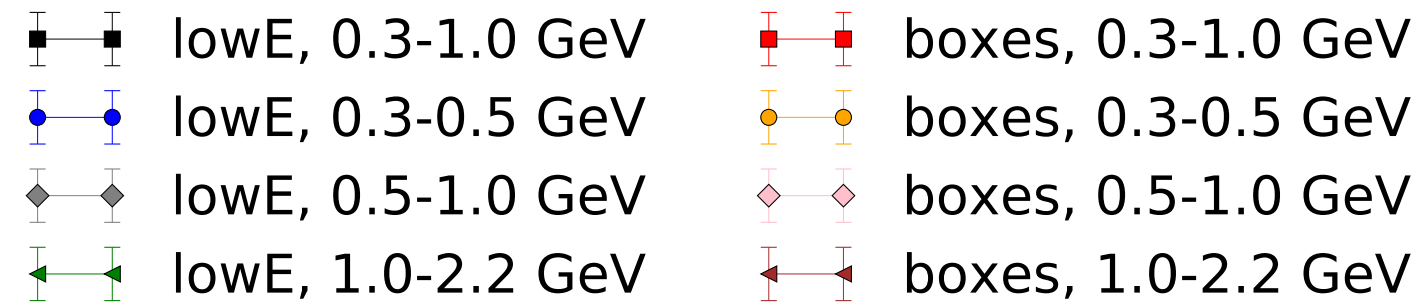 lowE, 0.3-1.0 GeV
lowE, 0.3-0.5 GeV
lowE, 0.5-1.0 GeV
lowE, 1.0-2.2 GeV
boxes, 0.3-1.0 GeV
boxes, 0.3-0.5 GeV
boxes, 0.5-1.0 GeV
boxes, 1.0-2.2 GeV